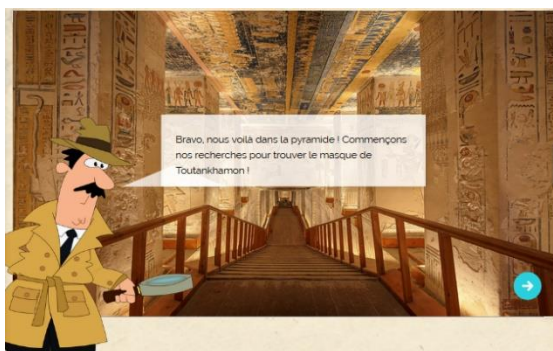 Bravo, nous voilà dans la pyramide ! Commençons
nos recherches pour trouver le masque de
Toutankhamon !